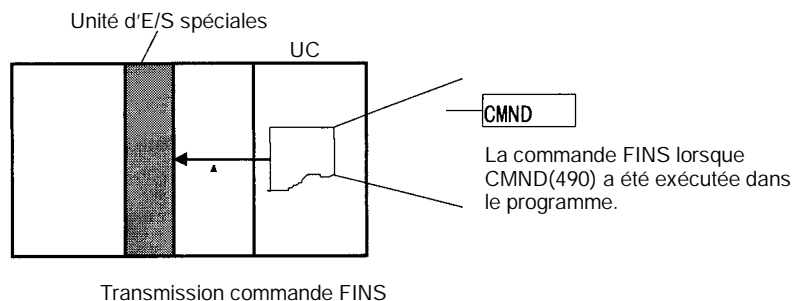 Unité d'E/S spéciales
UC
CMND
La commande FINS lorsque
CMND(490) a été exécutée dans
le programme.
Transmission commande FINS